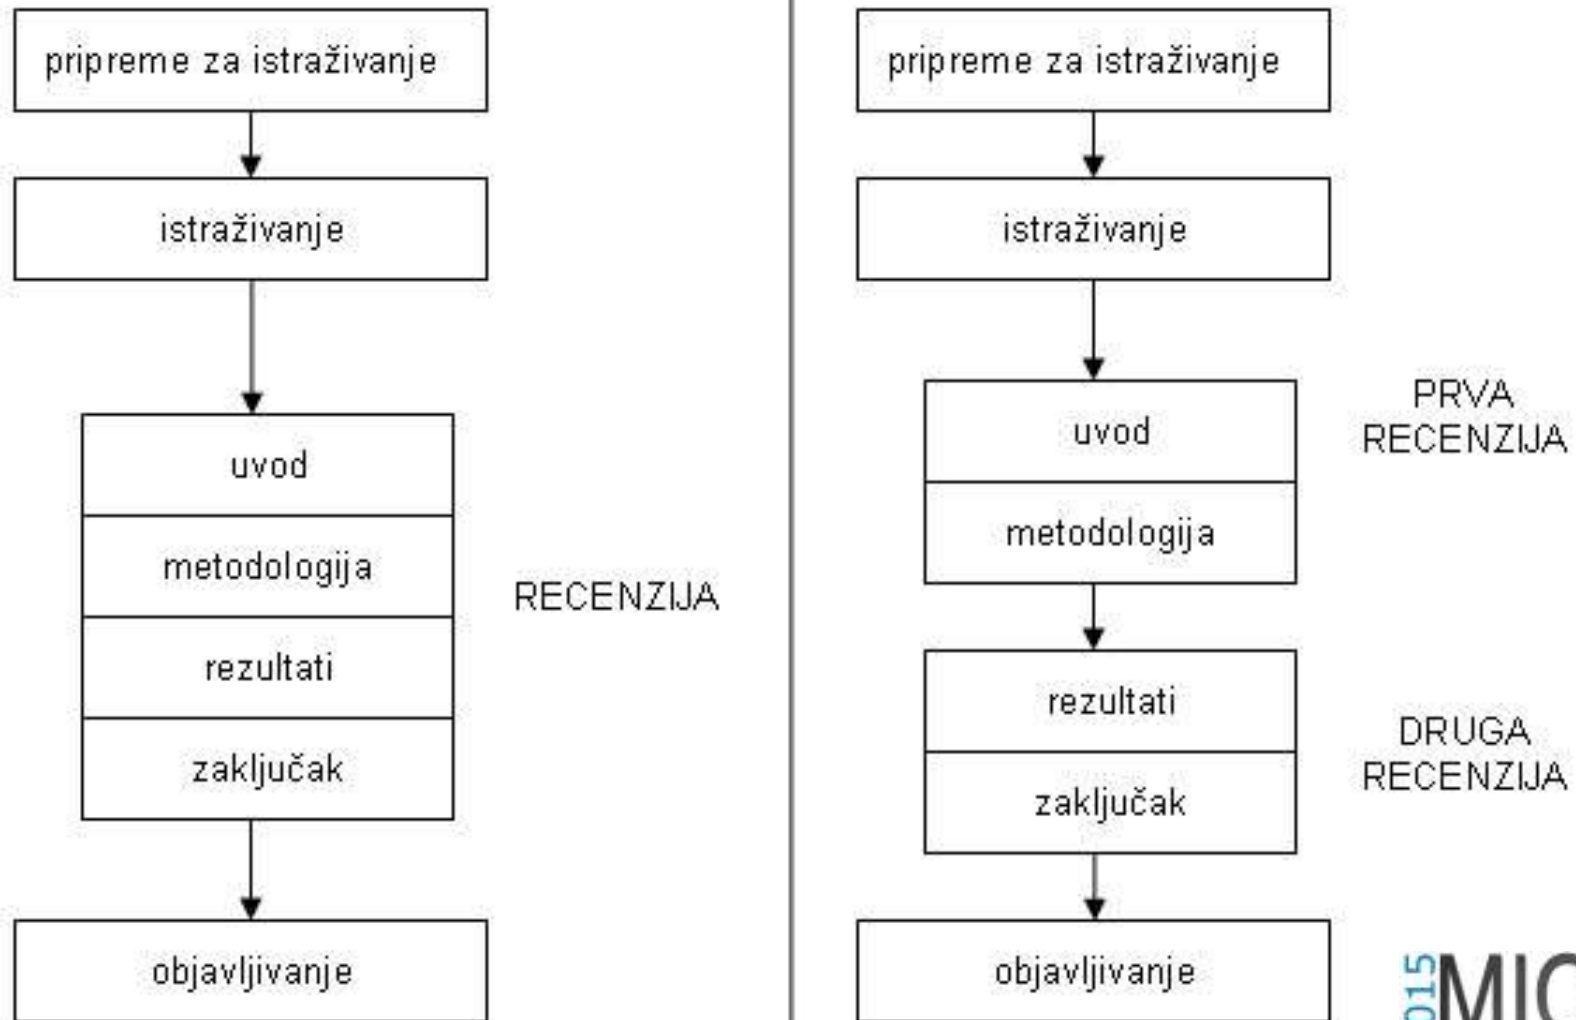 pripreme za istraživanje
istraživanje
uvod
metodologija
rezultati
zaključak
RECENZIJA
objavljivanje
pripreme za istraživanje
istraživanje
uvod
metodologija
PRVA
RECENZIJA
rezultati
zaključak
DRUGA
RECENZIJA
objavljivanje